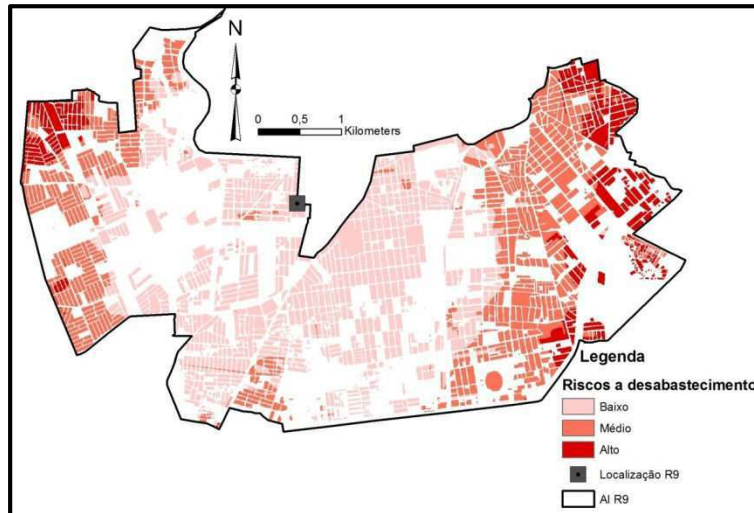 N
0 0,5 1
Kilometers
Legenda
Riscos a desabastecimento
Baixo
Médio
Alto
Localização R9
AI R9